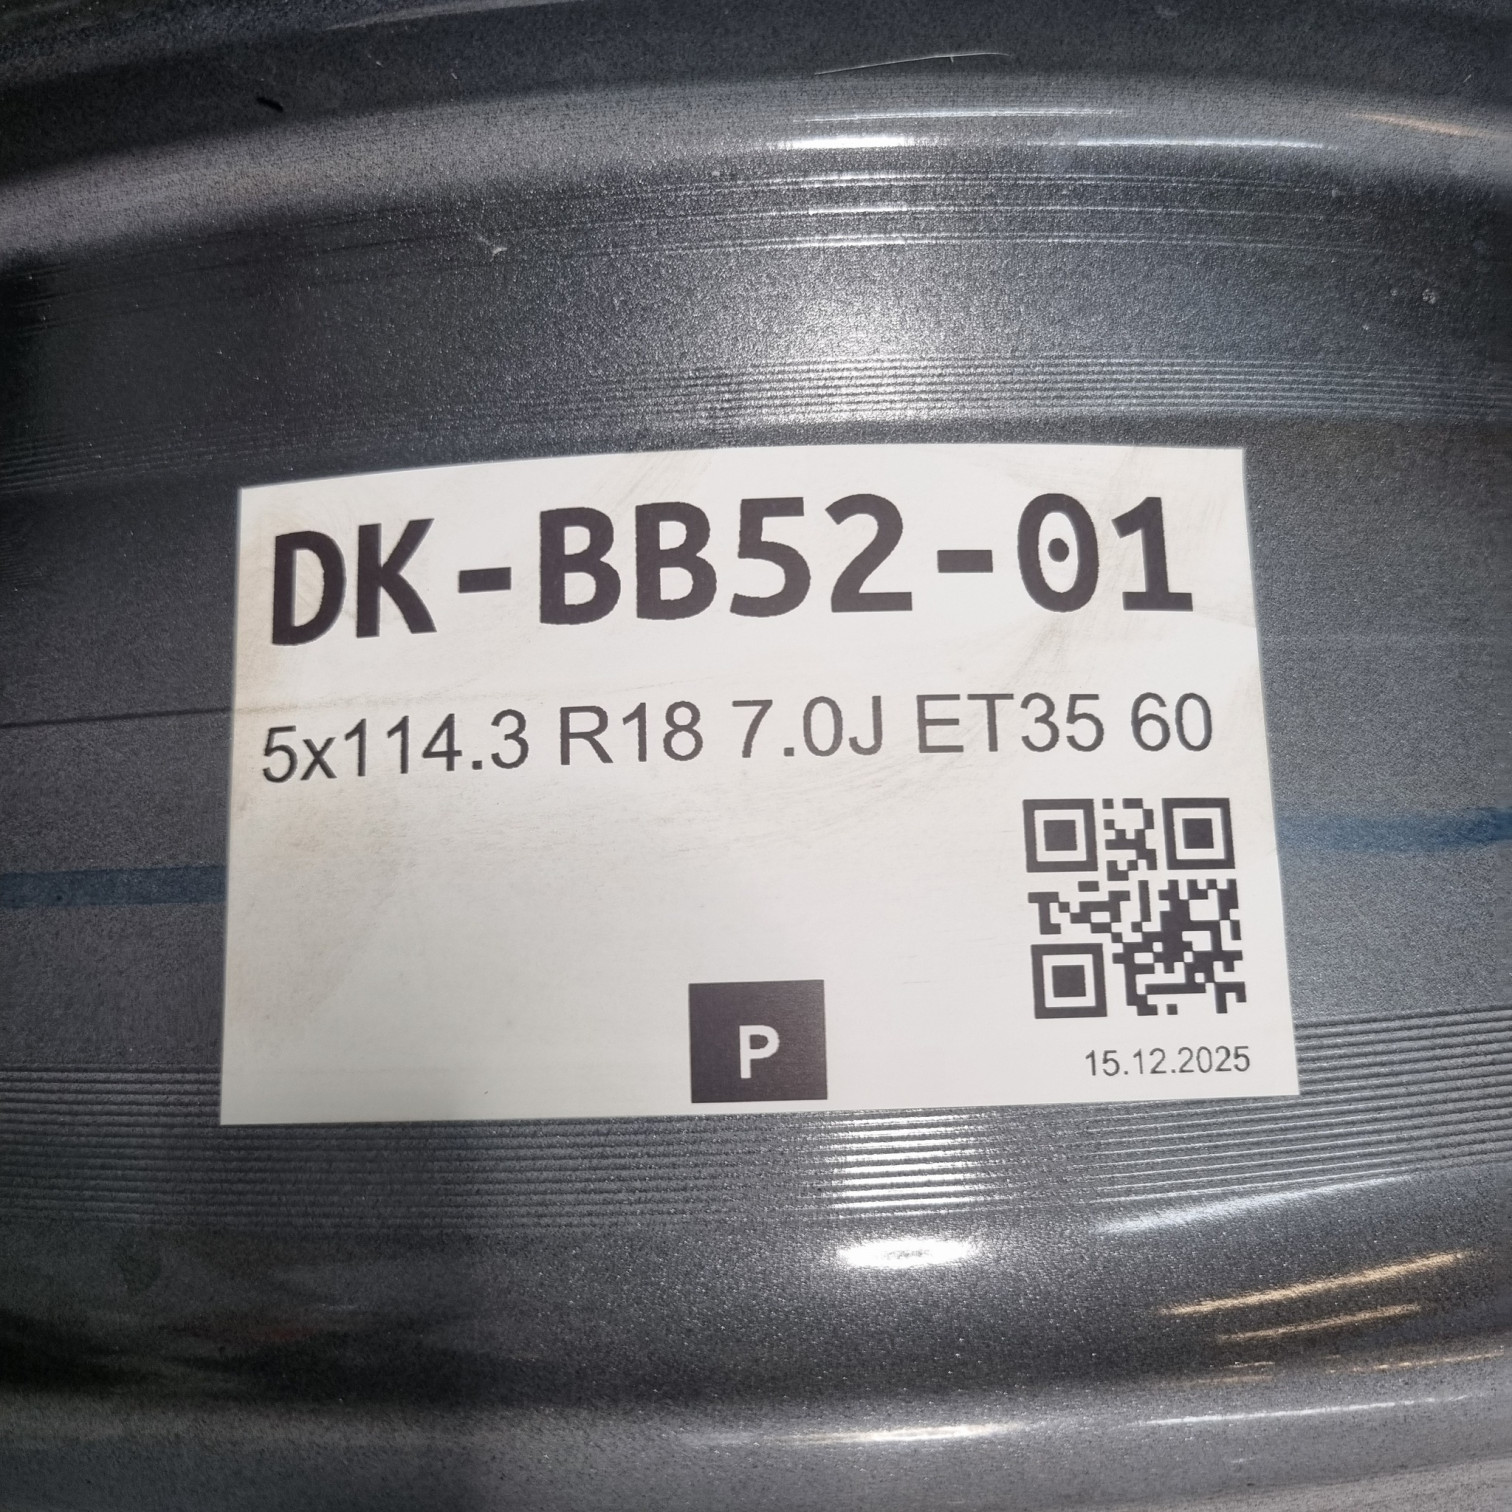 DK-BB52-01
5x114.3 R18 7.0J ET35 60
P
15.12.2025